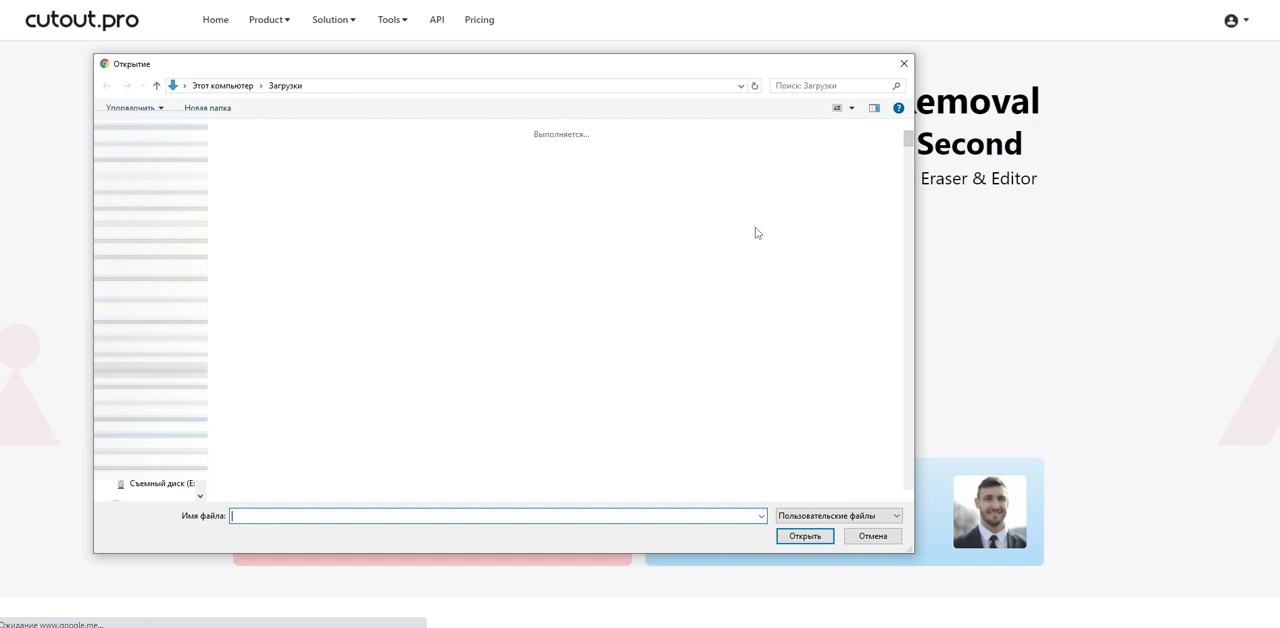 cutout.pro
Home Product Solution Tools API Pricing
Открытие
Этот компьютер Загрузки
Поиск: Загрузки
Упорядочить Новая папка
Выполняется...
emoval
Second
Eraser & Editor
Съемный диск (E:
Имя файла:
Пользовательские файлы
Открыть Отмена
Ожидание www.google.me...